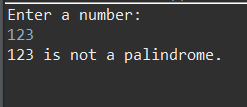 Enter a number:
123
123 is not a palindrome.